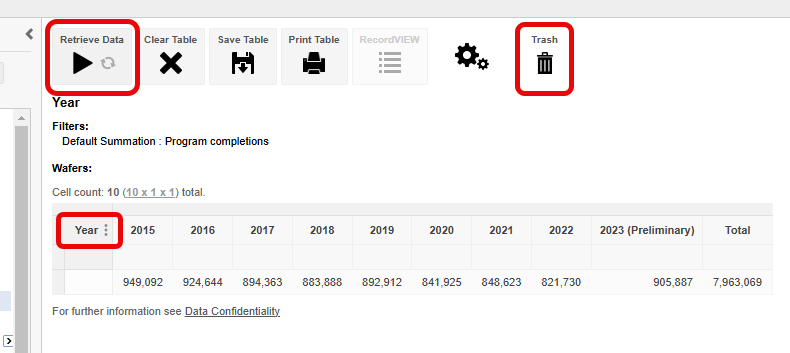 Retrieve Data Clear Table Save Table Print Table RecordVIEW Trash
Year
Filters:
Default Summation : Program completions
Wafers:
Cell count: 10 (10 x 1 x 1) total.
Year 2015 2016 2017 2018 2019 2020 2021 2022 2023 (Preliminary) Total
949,092 924,644 894,363 883,888 892,912 841,925 848,623 821,730 905,887 7,963,069
For further information see Data Confidentiality